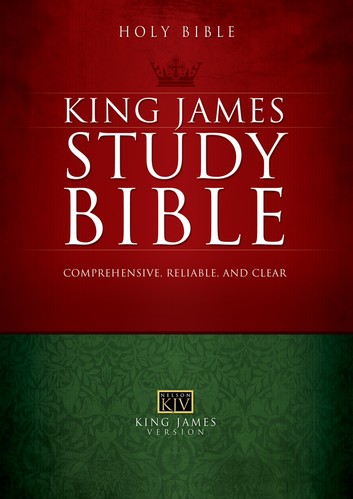 HOLY BIBLE
KING JAMES
STUDY
BIBLE
COMPREHENSIVE, RELIABLE, AND CLEAR
NELSON
KJV
KING JAMES
VERSION